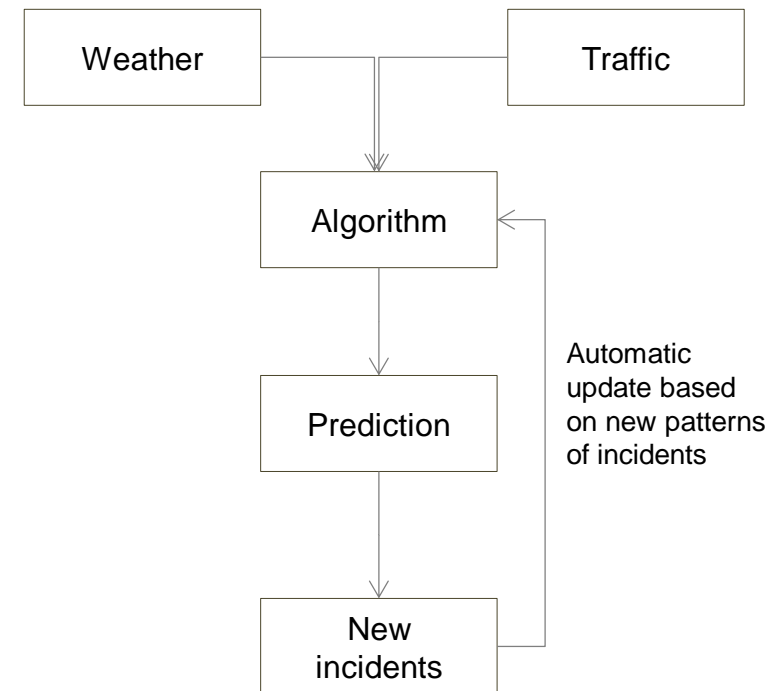 Weather
Traffic
Algorithm
Automatic
update based
on new patterns
of incidents
Prediction
New
incidents